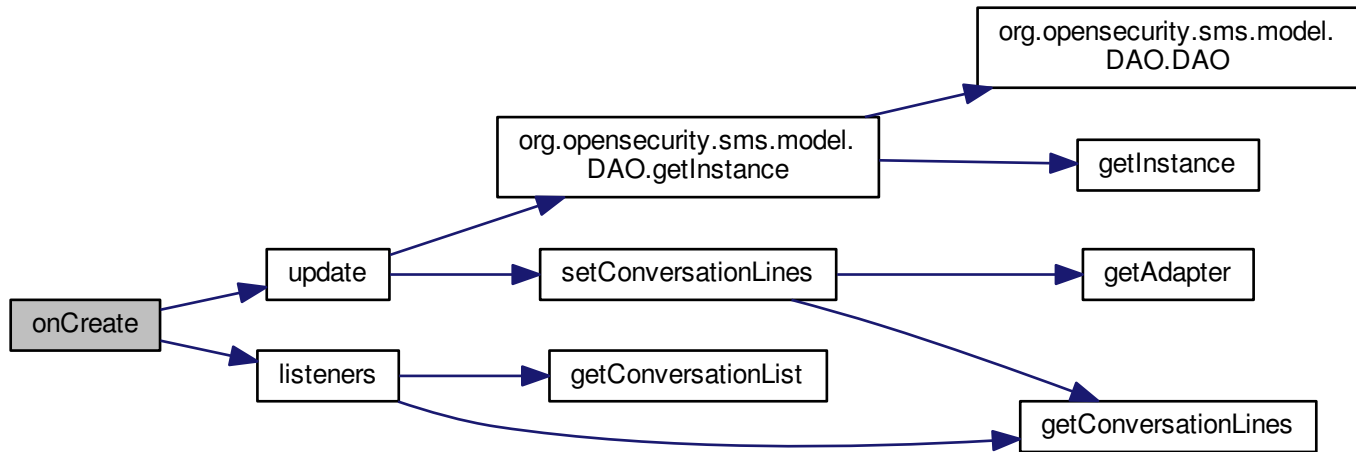 org.opensecurity.sms.model.
DAO.DAO
org.opensecurity.sms.model.
DAO.getInstance
getInstance
update
setConversationLines
getAdapter
onCreate
listeners
getConversationList
getConversationLines